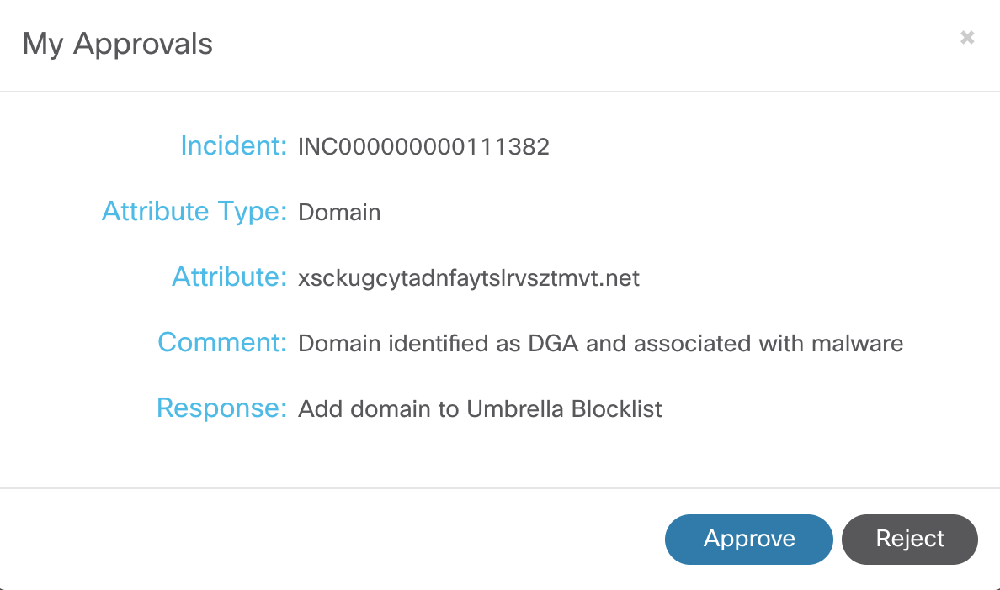 My Approvals
Incident: INC000000000111382
Attribute Type: Domain
Attribute: xsckugcytadnfaytslrvsztmvt.net
Comment: Domain identified as DGA and associated with malware
Response: Add domain to Umbrella Blocklist
Approve Reject